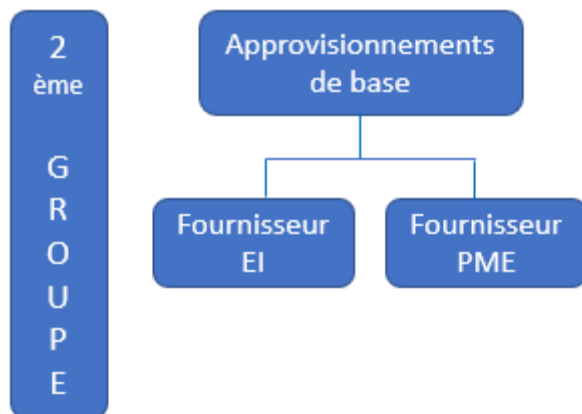 2
ème
G
R
O
U
P
E
Approvisionnements
de base
Fournisseur
EI
Fournisseur
PME